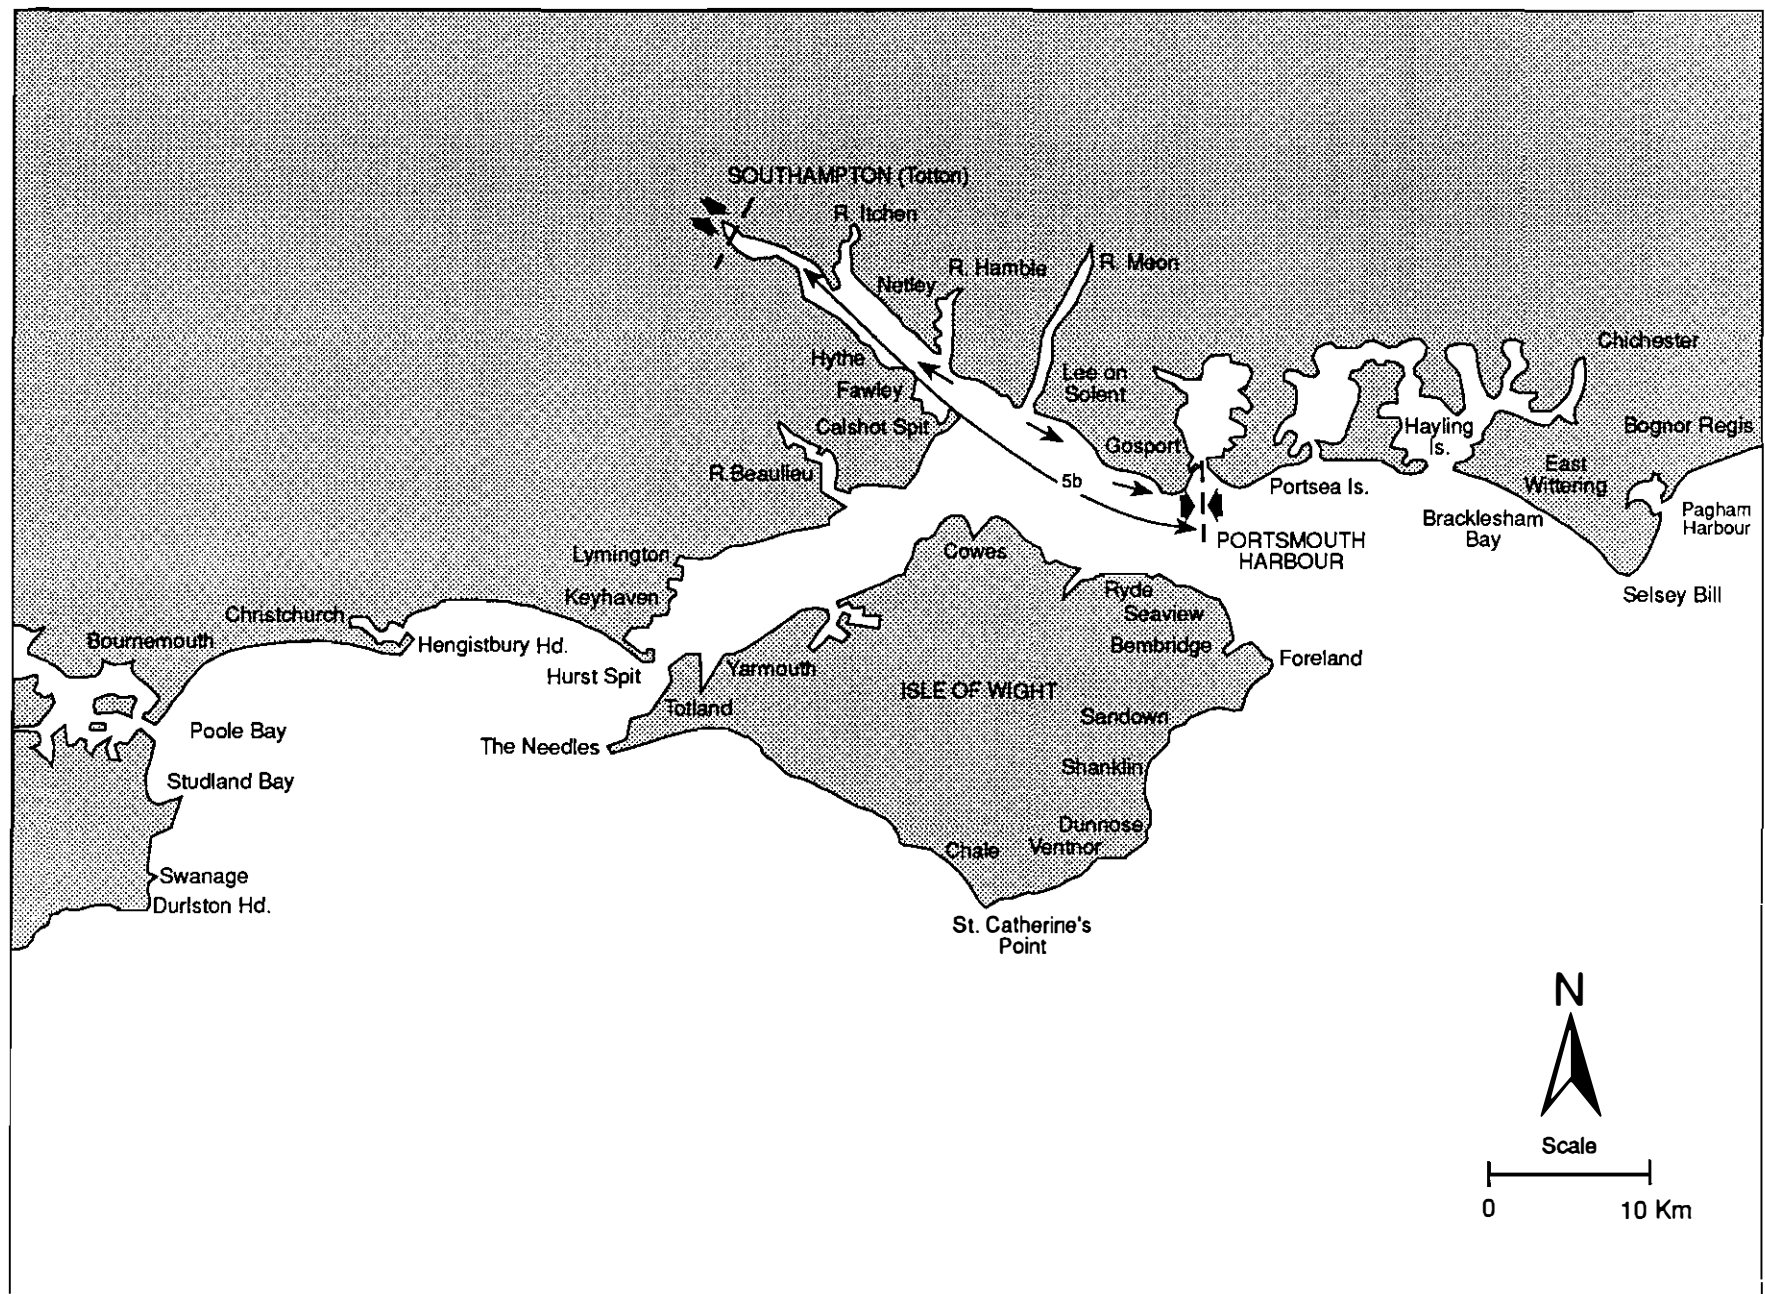 SOUTHAMPTON (Totton)
R. Itchen
R. Hamble
R. Meon
Netley
Hythe
Fawley
Calshot Spit
Lee on
Solent
Chichester
Gosport
Hayling
Is.
Bognor Regis
R.Beaulieu
5b
Portsea Is.
East
Wittering
Bracklesham
Bay
Pagham
Harbour
PORTSMOUTH
HARBOUR
Lymington
Cowes
Keyhaven
Ryde
Seaview
Selsey Bill
Christchurch
Bournemouth
Hengistbury Hd.
Bembridge
Foreland
Hurst Spit
Yarmouth
ISLE OF WIGHT
Totland
Sandown
Poole Bay
The Needles
Shanklin
Studland Bay
Dunnose
Chale
Ventnor
Swanage
Durlston Hd.
St. Catherine's
Point
N
Scale
0
10 Km